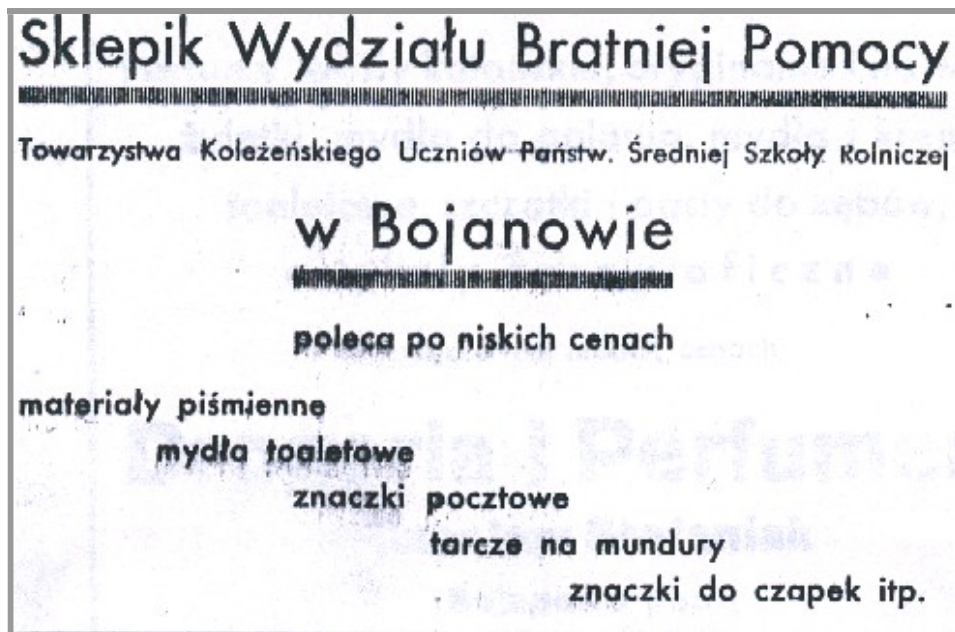 Sklepik Wydziału Bratniej Pomocy
Towarzystwa Koleżeńskiego Uczniów Państw. Średniej Szkoły Rolniczej
w Bojanowie
poleca po niskich cenach
materiały piśmienne
mydła toaletowe
znaczki pocztowe
tarcze na mundury
znaczki do czapek itp.